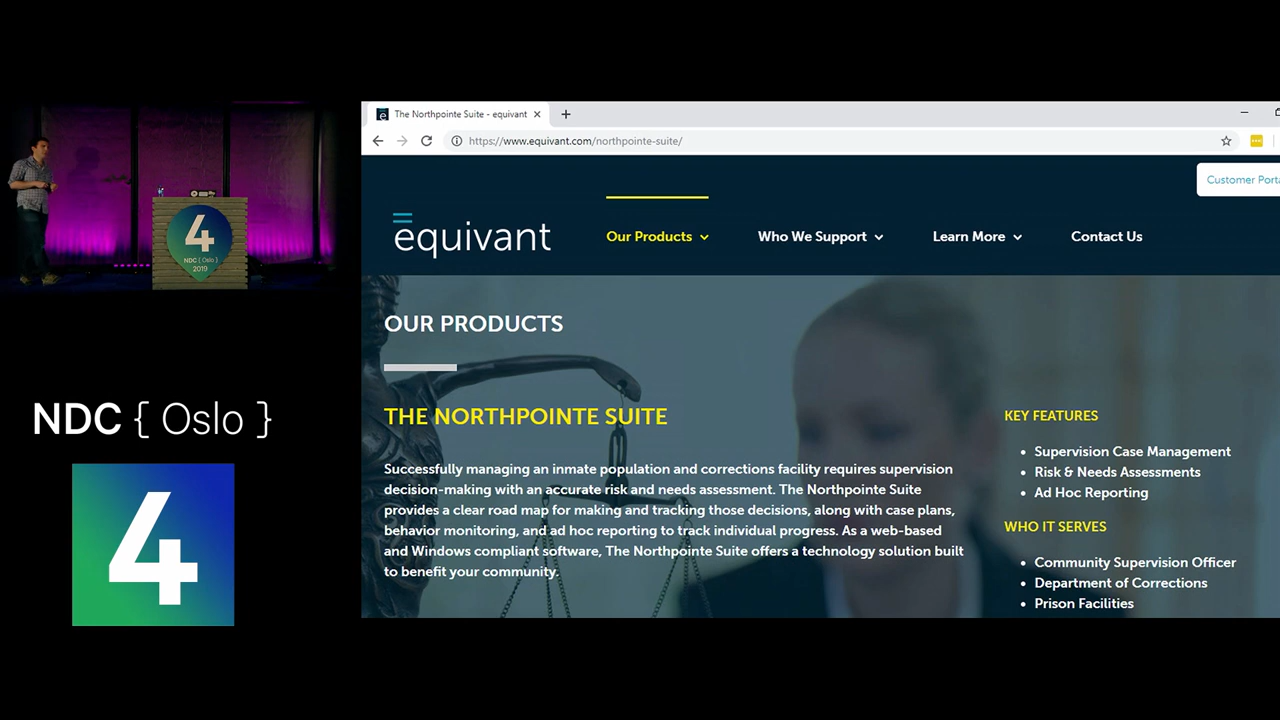 The Northpointe Suite - equivant
https://www.equivant.com/northpointe-suite/
Customer Porta
equivant
Our Products
Who We Support
Learn More
Contact Us
OUR PRODUCTS
THE NORTHPOINTE SUITE
Successfully managing an inmate population and corrections facility requires supervision
decision-making with an accurate risk and needs assessment. The Northpointe Suite
provides a clear road map for making and tracking those decisions, along with case plans,
behavior monitoring, and ad hoc reporting to track individual progress. As a web-based
and Windows compliant software, The Northpointe Suite offers a technology solution built
to benefit your community.
KEY FEATURES
Supervision Case Management
Risk & Needs Assessments
Ad Hoc Reporting
WHO IT SERVES
Community Supervision Officer
Department of Corrections
Prison Facilities
4
NDC { Oslo }
2019
NDC { Oslo }
4